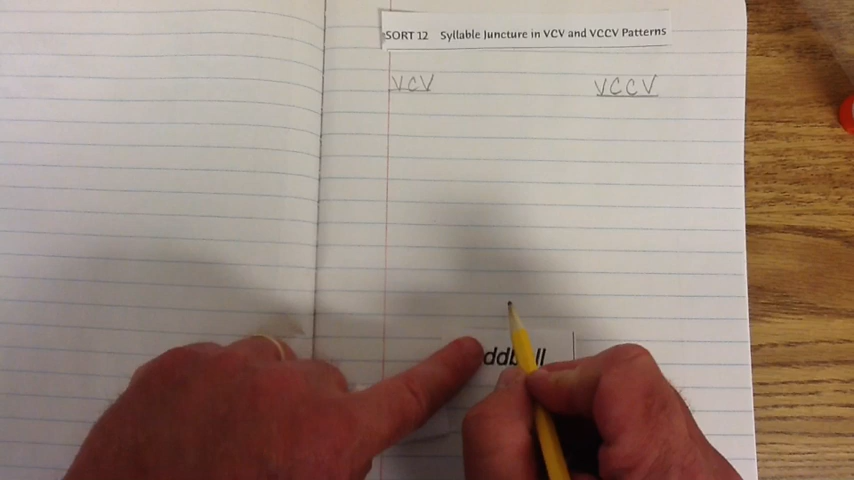 SORT 12 Syllable Juncture in VCV and VCCV Patterns
VCV VCCV